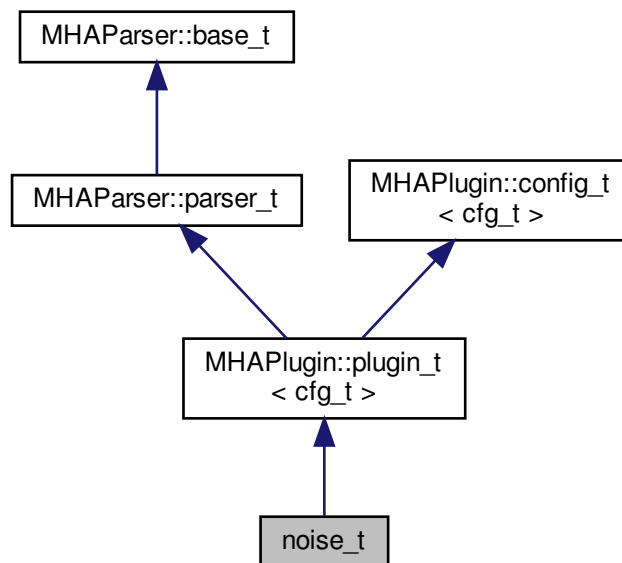 MHAParser::base_t
MHAParser::parser_t
MHAPlugin::config_t
< cfg_t >
MHAPlugin::plugin_t
< cfg_t >
noise_t